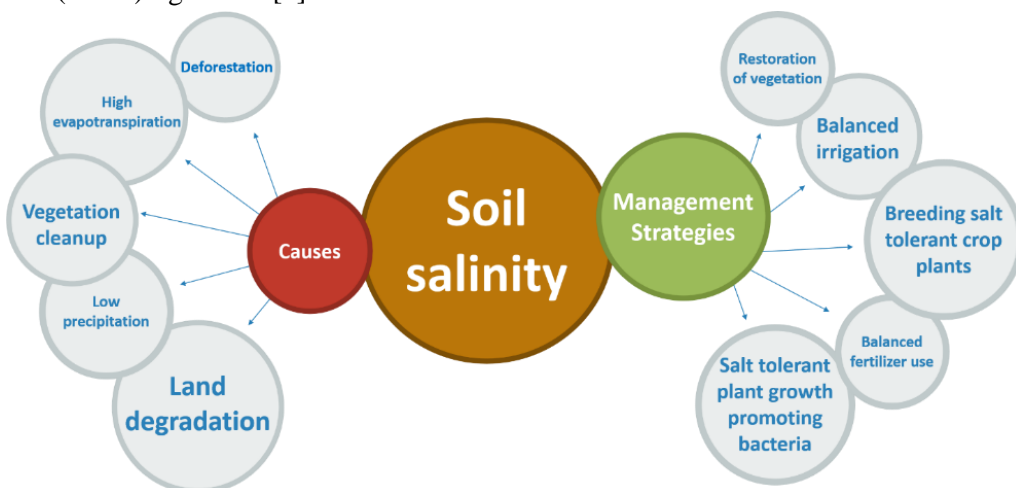 Deforestation
High
evapotranspiration
Vegetation
cleanup
Low
precipitation
Land
degradation
Causes
Soil
salinity
Management
Strategies
Restoration
of vegetation
Balanced
irrigation
Breeding salt
tolerant crop
plants
Balanced
fertilizer use
Salt tolerant
plant growth
promoting
bacteria